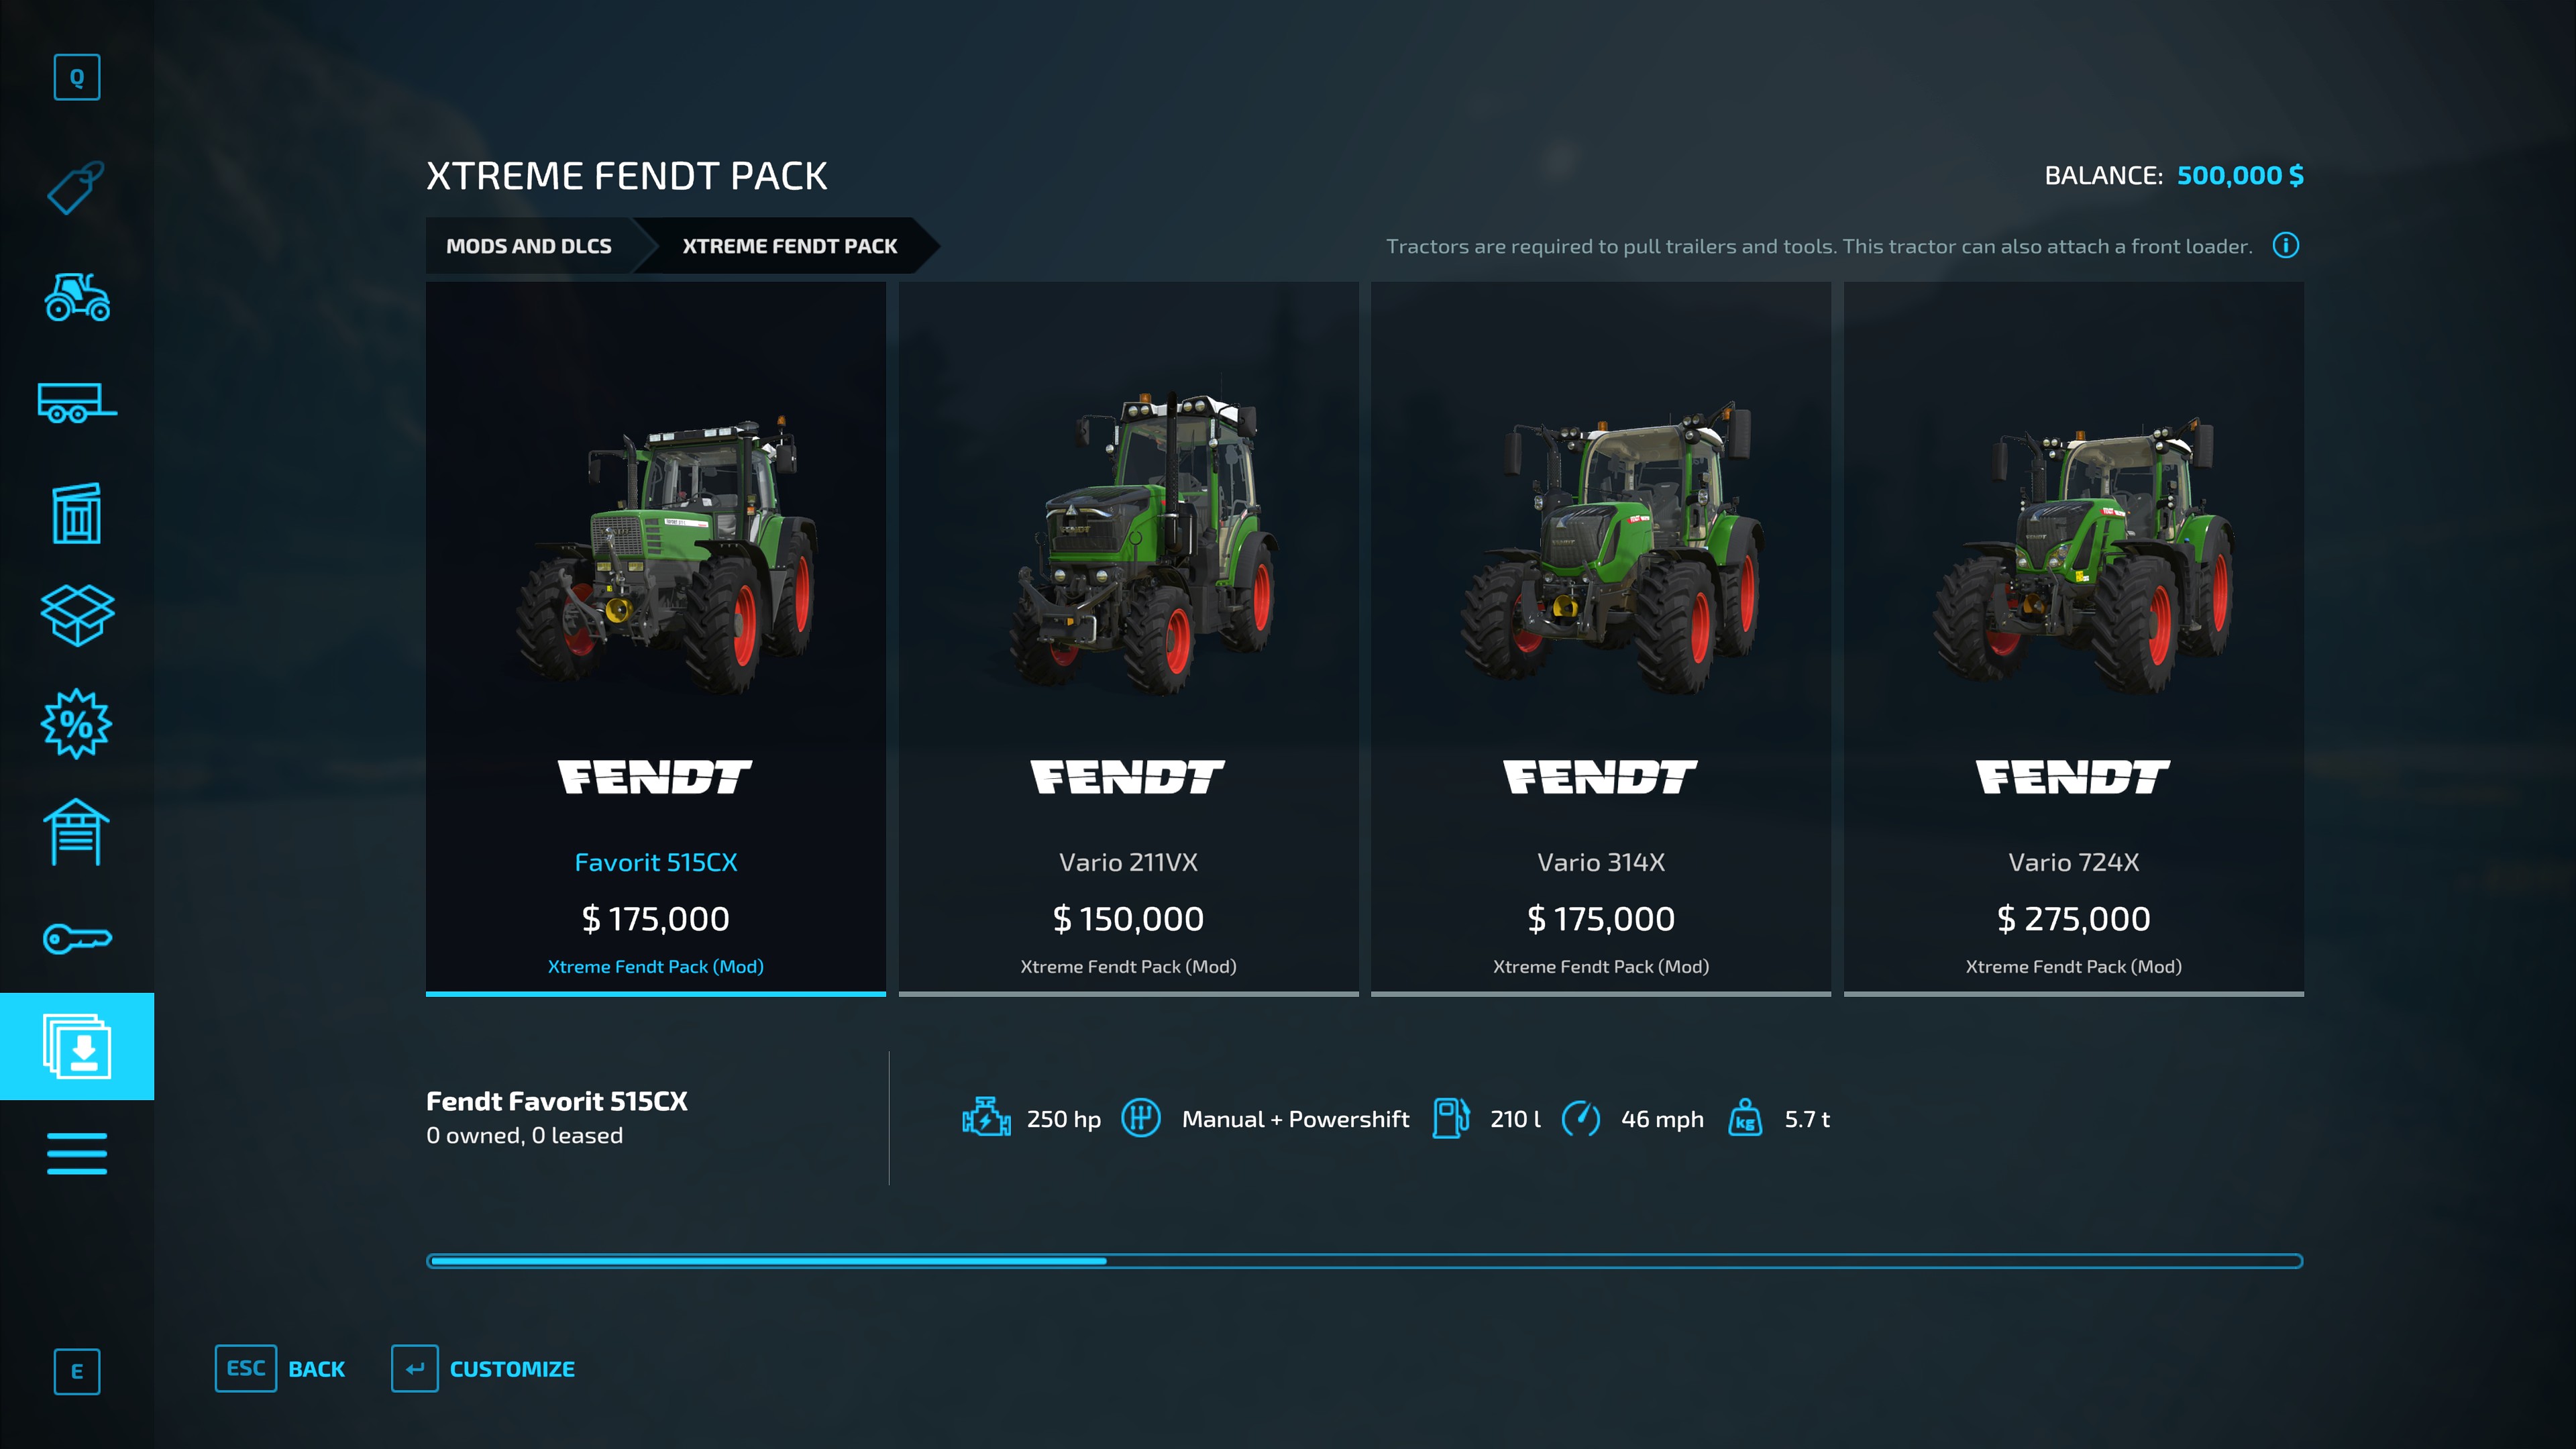 Q
XTREME FENDT PACK
BALANCE: 500,000 $
MODS AND DLCS
XTREME FENDT PACK
Tractors are required to pull trailers and tools. This tractor can also attach a front loader.
FENDT
FENDT
FENDT
FENDT
Favorit 515CX
Vario 211VX
Vario 314X
Vario 724X
$ 175,000
$ 150,000
$ 175,000
$ 275,000
Xtreme Fendt Pack (Mod)
Xtreme Fendt Pack (Mod)
Xtreme Fendt Pack (Mod)
Xtreme Fendt Pack (Mod)
Fendt Favorit 515CX
0 owned, 0 leased
250 hp
Manual + Powershift
210 l
46 mph
kg
5.7 t
E
ESC BACK
CUSTOMIZE